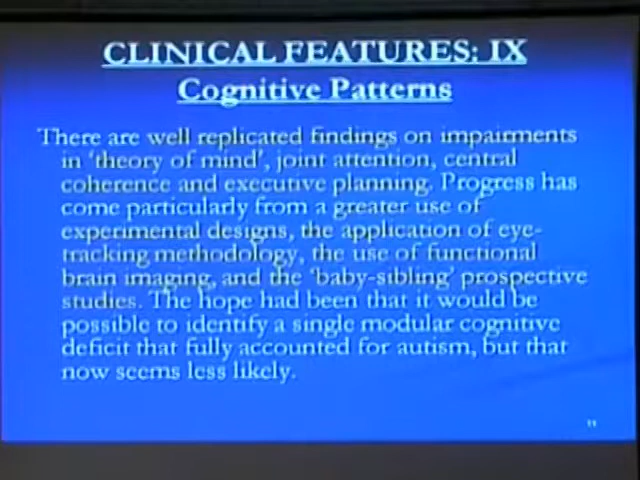 CLINICAL FEATURES: IX
Cognitive Patterns
There are well replicated findings on impairments
in 'theory of mind', joint attention, central
coherence and executive planning. Progress has
come particularly from a greater use of
experimental designs, the application of eye-
tracking methodology, the use of functional
brain imaging, and the 'baby-sibling' prospective
studies. The hope had been that it would be
possible to identify a single modular cognitive
deficit that fully accounted for autism, but that
now seems less likely.